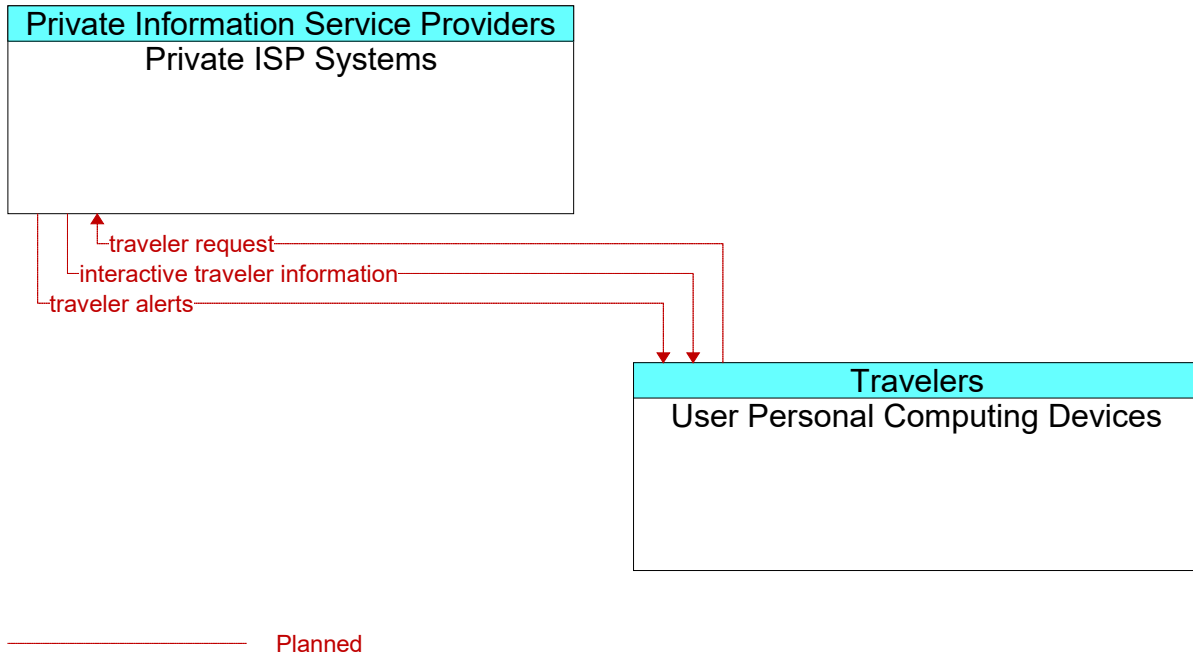 Private Information Service Providers
Private ISP Systems
traveler request
interactive traveler information
traveler alerts
Travelers
User Personal Computing Devices
Planned